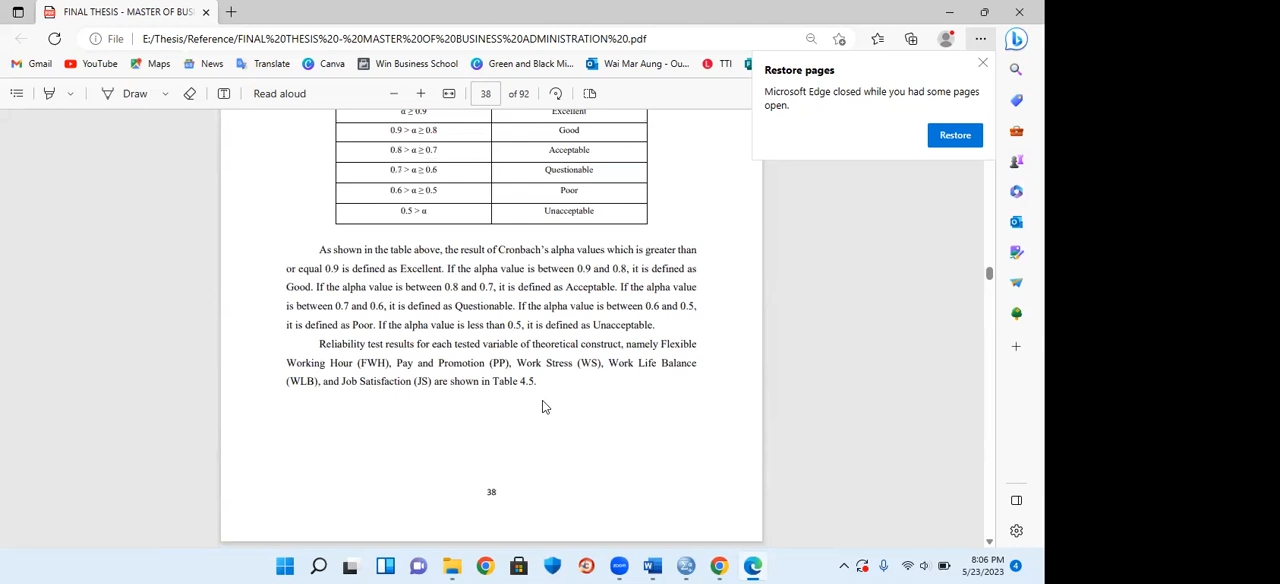 FINAL THESIS - MASTER OF BUSI
File
E:/Thesis/Reference/FINAL%20THESIS%20-%20MASTER%20OF%20BUSINESS%20ADMINISTRATION%20.pdf
Gmail
YouTube
Maps
News
Translate
Canva
Win Business School
Green and Black Mi...
Wai Mar Aung - Ou...
TTI
Draw
Read aloud
38 of 92
Restore pages
Microsoft Edge closed while you had some pages
open.
Restore
α ≥ 0.9 Excellent
0.9 > α ≥ 0.8 Good
0.8 > α ≥ 0.7 Acceptable
0.7 > α ≥ 0.6 Questionable
0.6 > α ≥ 0.5 Poor
0.5 > α Unacceptable
As shown in the table above, the result of Cronbach's alpha values which is greater than
or equal 0.9 is defined as Excellent. If the alpha value is between 0.9 and 0.8, it is defined as
Good. If the alpha value is between 0.8 and 0.7, it is defined as Acceptable. If the alpha value
is between 0.7 and 0.6, it is defined as Questionable. If the alpha value is between 0.6 and 0.5,
it is defined as Poor. If the alpha value is less than 0.5, it is defined as Unacceptable.
Reliability test results for each tested variable of theoretical construct, namely Flexible
Working Hour (FWH), Pay and Promotion (PP), Work Stress (WS), Work Life Balance
(WLB), and Job Satisfaction (JS) are shown in Table 4.5.
38
8:06 PM
5/23/2023
4